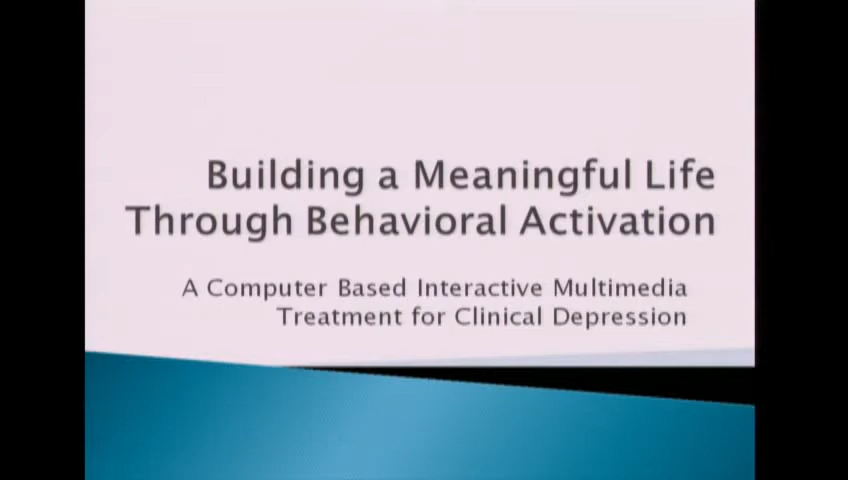 Building a Meaningful Life
Through Behavioral Activation
A Computer Based Interactive Multimedia
Treatment for Clinical Depression